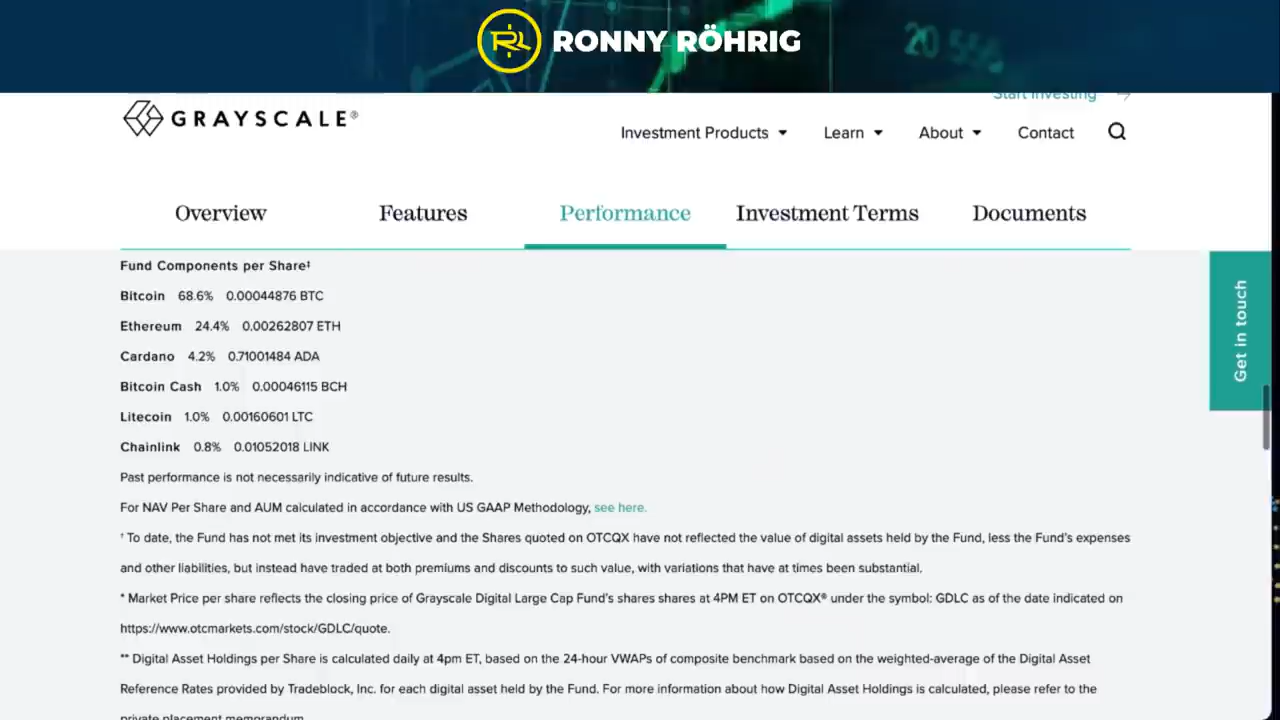 RONNY RÖHRIG
20.55%
Start Investing →
GRAYSCALE®
Investment Products Learn About Contact
Overview Features Performance Investment Terms Documents
Get in touch
Fund Components per Share‡
Bitcoin 68.6% 0.00044876 BTC
Ethereum 24.4% 0.00262807 ETH
Cardano 4.2% 0.71001484 ADA
Bitcoin Cash 1.0% 0.00046115 BCH
Litecoin 1.0% 0.00160601 LTC
Chainlink 0.8% 0.01052018 LINK
Past performance is not necessarily indicative of future results.
For NAV Per Share and AUM calculated in accordance with US GAAP Methodology, see here.
† To date, the Fund has not met its investment objective and the Shares quoted on OTCQX have not reflected the value of digital assets held by the Fund, less the Fund's expenses
and other liabilities, but instead have traded at both premiums and discounts to such value, with variations that have at times been substantial.
* Market Price per share reflects the closing price of Grayscale Digital Large Cap Fund's shares shares at 4PM ET on OTCQX® under the symbol: GDLC as of the date indicated on
https://www.otcmarkets.com/stock/GDLC/quote.
** Digital Asset Holdings per Share is calculated daily at 4pm ET, based on the 24-hour VWAPs of composite benchmark based on the weighted-average of the Digital Asset
Reference Rates provided by Tradeblock, Inc. for each digital asset held by the Fund. For more information about how Digital Asset Holdings is calculated, please refer to the
private placement memorandum.